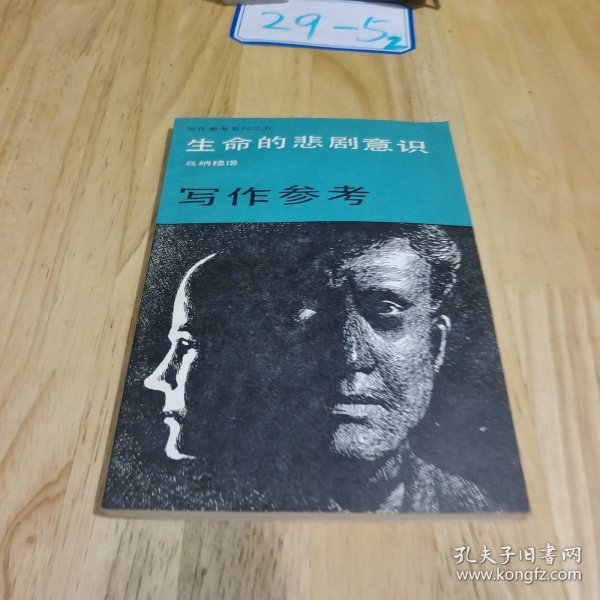 29-52
写作参考系列之五
生命的悲剧意识
乌纳穆诺
写作参考
孔夫子旧书网
www.kongfz.com